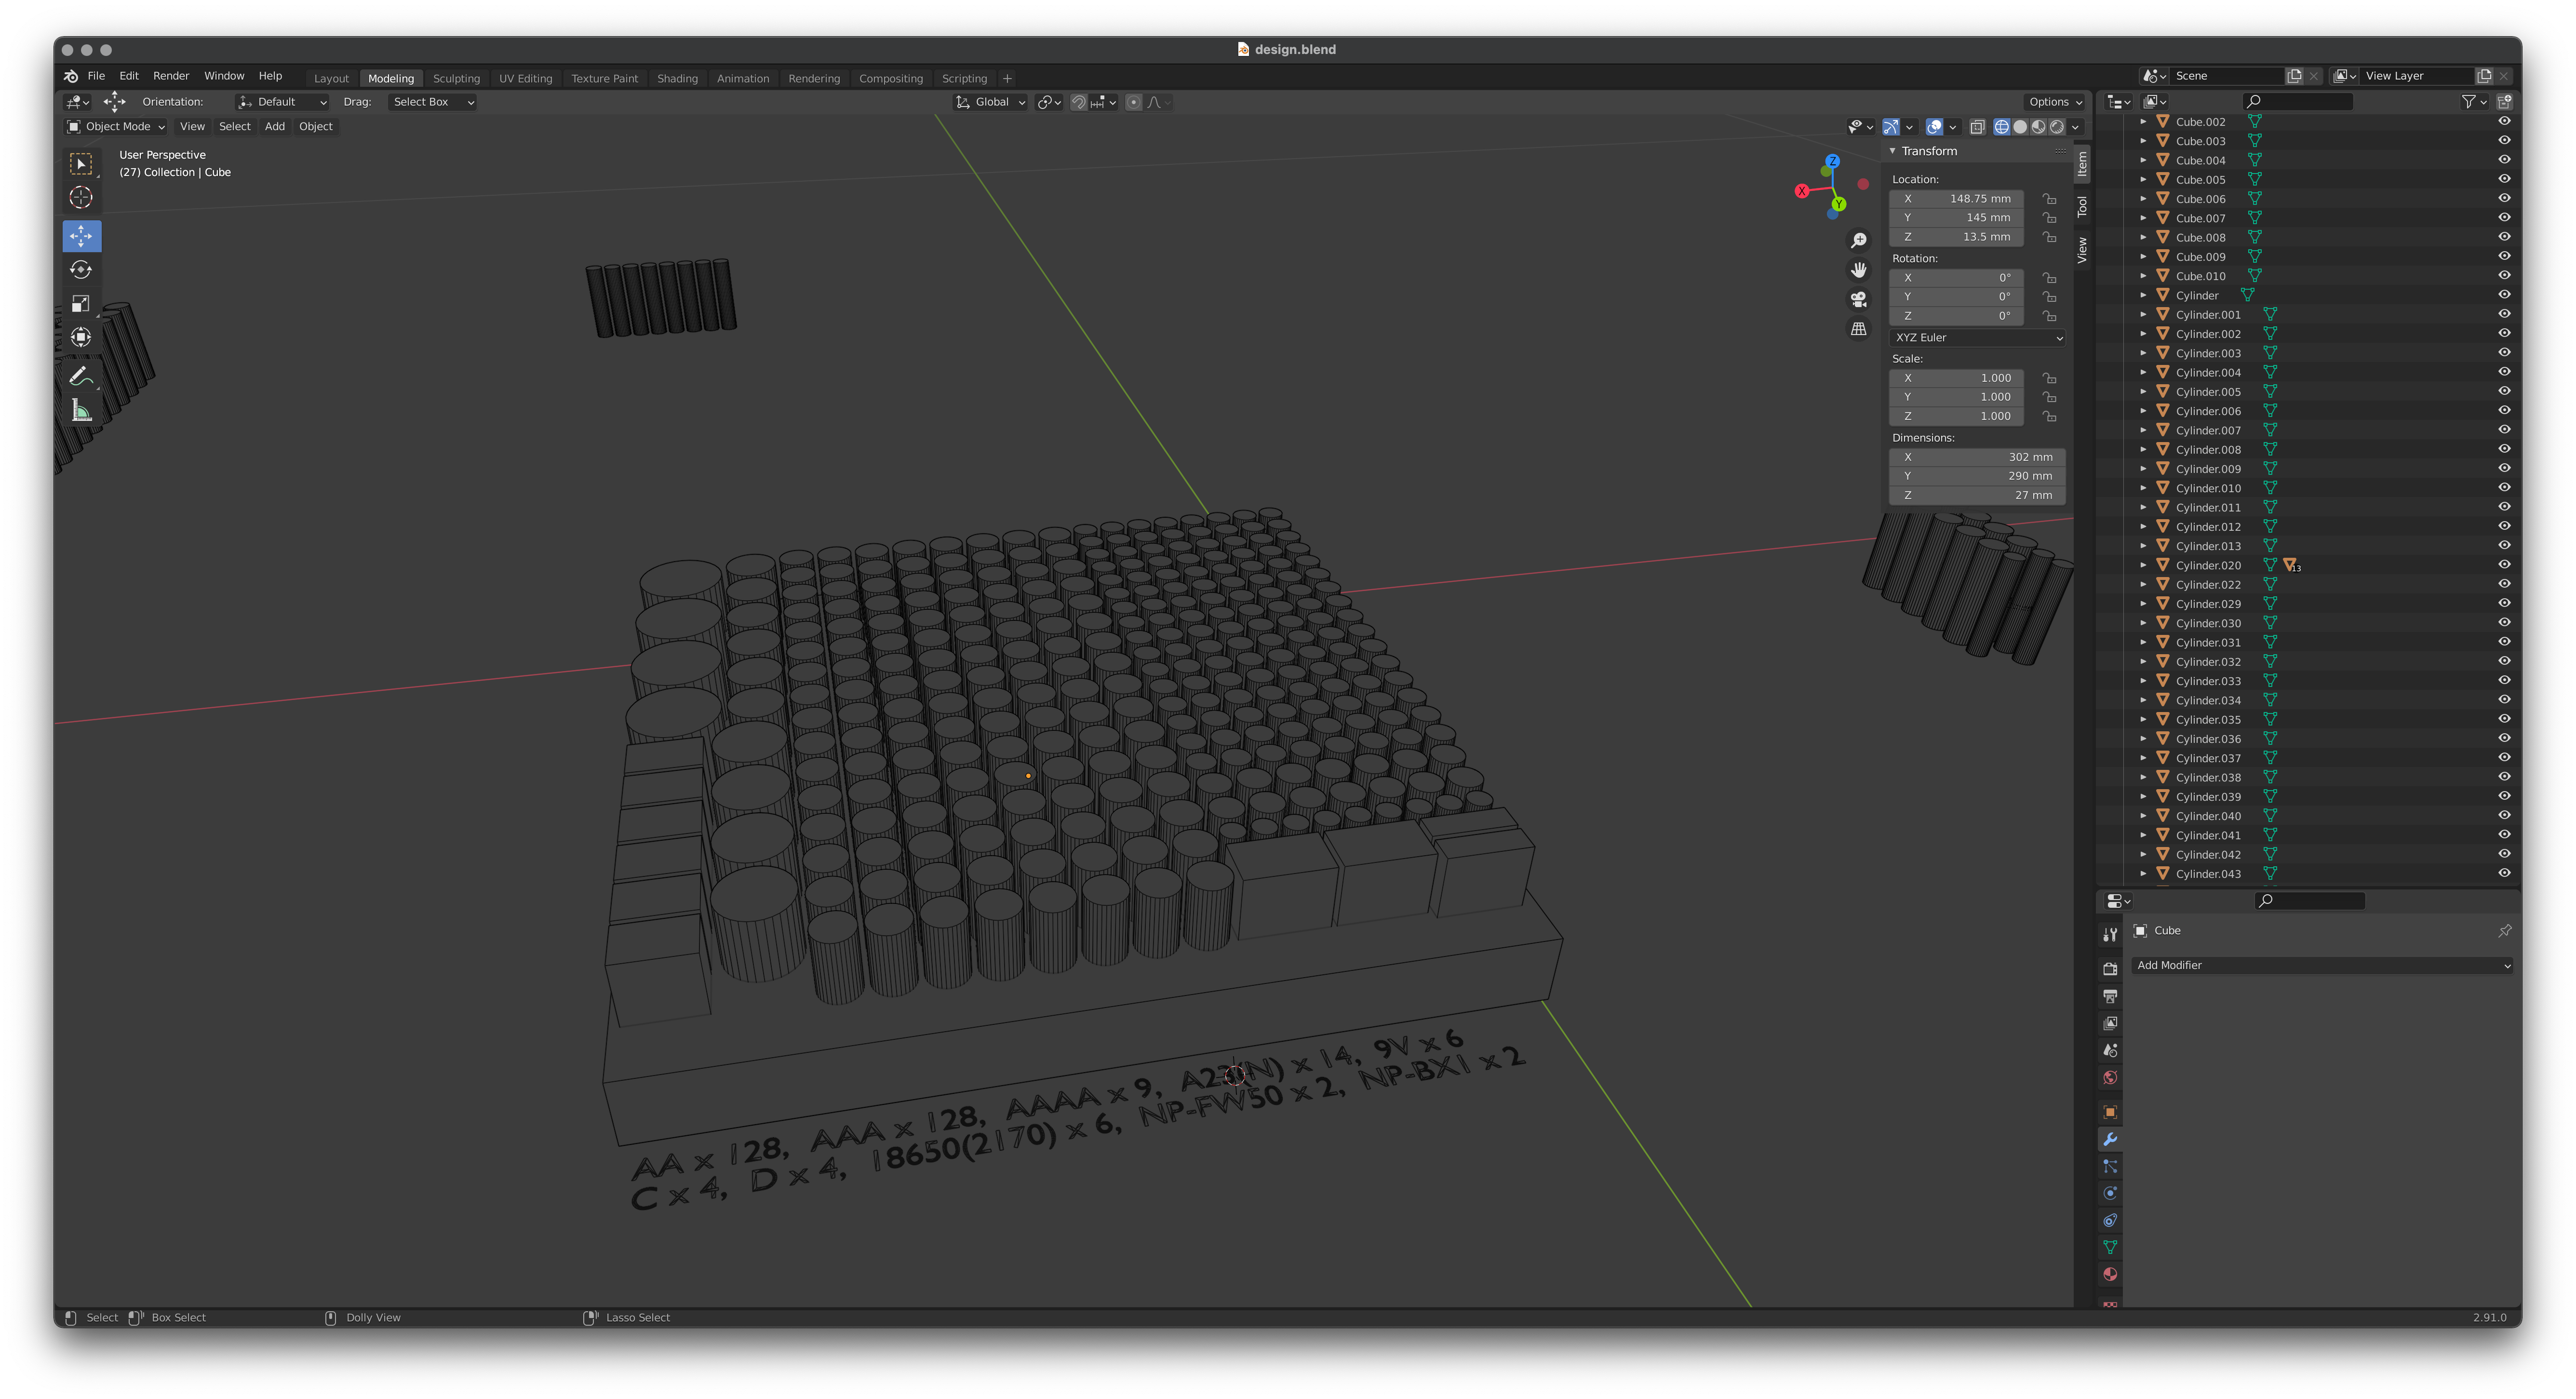 design.blend
File Edit Render Window Help Layout Modeling Sculpting UV Editing Texture Paint Shading Animation Rendering Compositing Scripting + Scene View Layer
Orientation: Default Drag: Select Box Global Options
Object Mode View Select Add Object
User Perspective
(27) Collection | Cube
Z
X
Y
Transform
Location:
X 148.75 mm
Y 145 mm
Z 13.5 mm
Rotation:
X 0°
Y 0°
Z 0°
XYZ Euler
Scale:
X 1.000
Y 1.000
Z 1.000
Dimensions:
X 302 mm
Y 290 mm
Z 27 mm
Item
Tool
View
AA x 128, AAA x 128, AAAA x 9, A23(N) x 14, 9V x 6
C x 4, D x 4, 18650(2170) x 6, NP-FW50 x 2, NP-BX1 x 2
Cube.002
Cube.003
Cube.004
Cube.005
Cube.006
Cube.007
Cube.008
Cube.009
Cube.010
Cylinder
Cylinder.001
Cylinder.002
Cylinder.003
Cylinder.004
Cylinder.005
Cylinder.006
Cylinder.007
Cylinder.008
Cylinder.009
Cylinder.010
Cylinder.011
Cylinder.012
Cylinder.013
Cylinder.020 13
Cylinder.022
Cylinder.029
Cylinder.030
Cylinder.031
Cylinder.032
Cylinder.033
Cylinder.034
Cylinder.035
Cylinder.036
Cylinder.037
Cylinder.038
Cylinder.039
Cylinder.040
Cylinder.041
Cylinder.042
Cylinder.043
Cube
Add Modifier
Select Box Select Dolly View Lasso Select 2.91.0